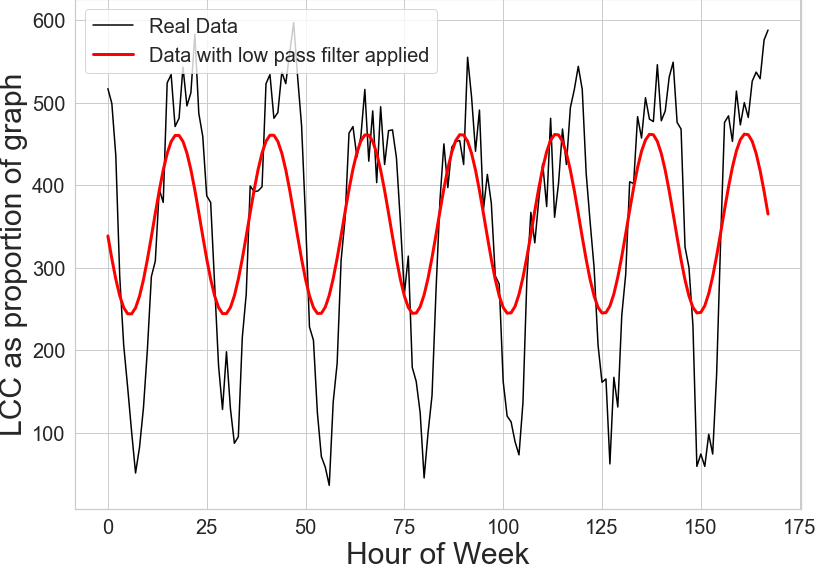 Real Data
Data with low pass filter applied
LCC as proportion of graph
600
500
400
300
200
100
0 25 50 75 100 125 150 175
Hour of Week